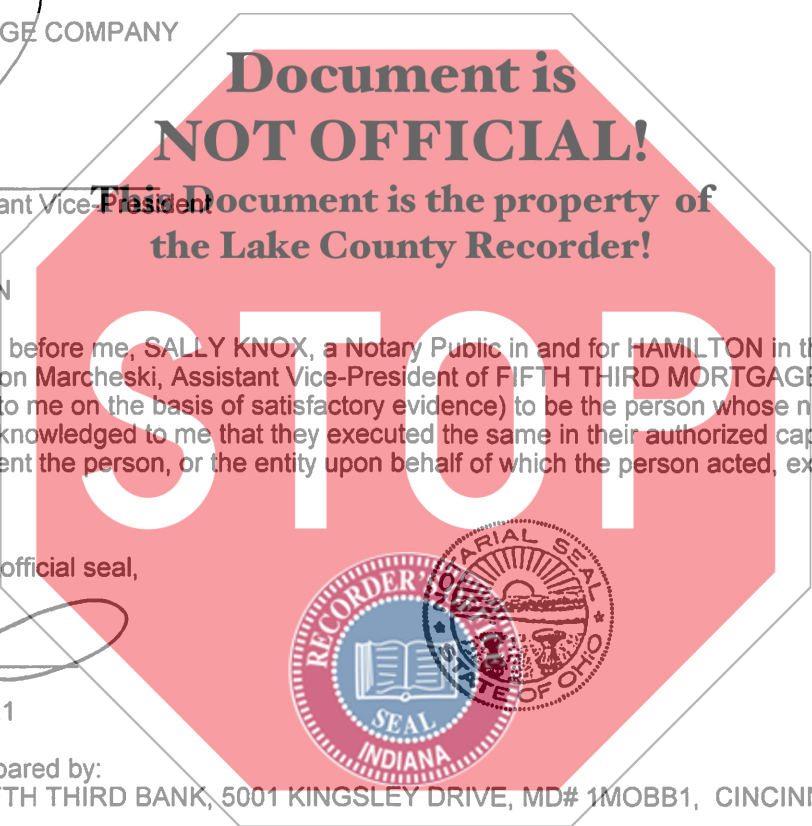 GE COMPANY
Document is
NOT OFFICIAL!
ant Vice-President
This Document is the property of
the Lake County Recorder!
N
STOP
before me, SALLY KNOX, a Notary Public in and for HAMILTON in th
on Marcheski, Assistant Vice-President of FIFTH THIRD MORTGAGE
to me on the basis of satisfactory evidence) to be the person whose n
knowledged to me that they executed the same in their authorized cap
ent the person, or the entity upon behalf of which the person acted, ex
official seal,
RECORDER'S OFFICE
SEAL
INDIANA
NOTARIAL SEAL
STATE OF OHIO
1
pared by:
TH THIRD BANK, 5001 KINGSLEY DRIVE, MD# 1MOBB1, CINCINN